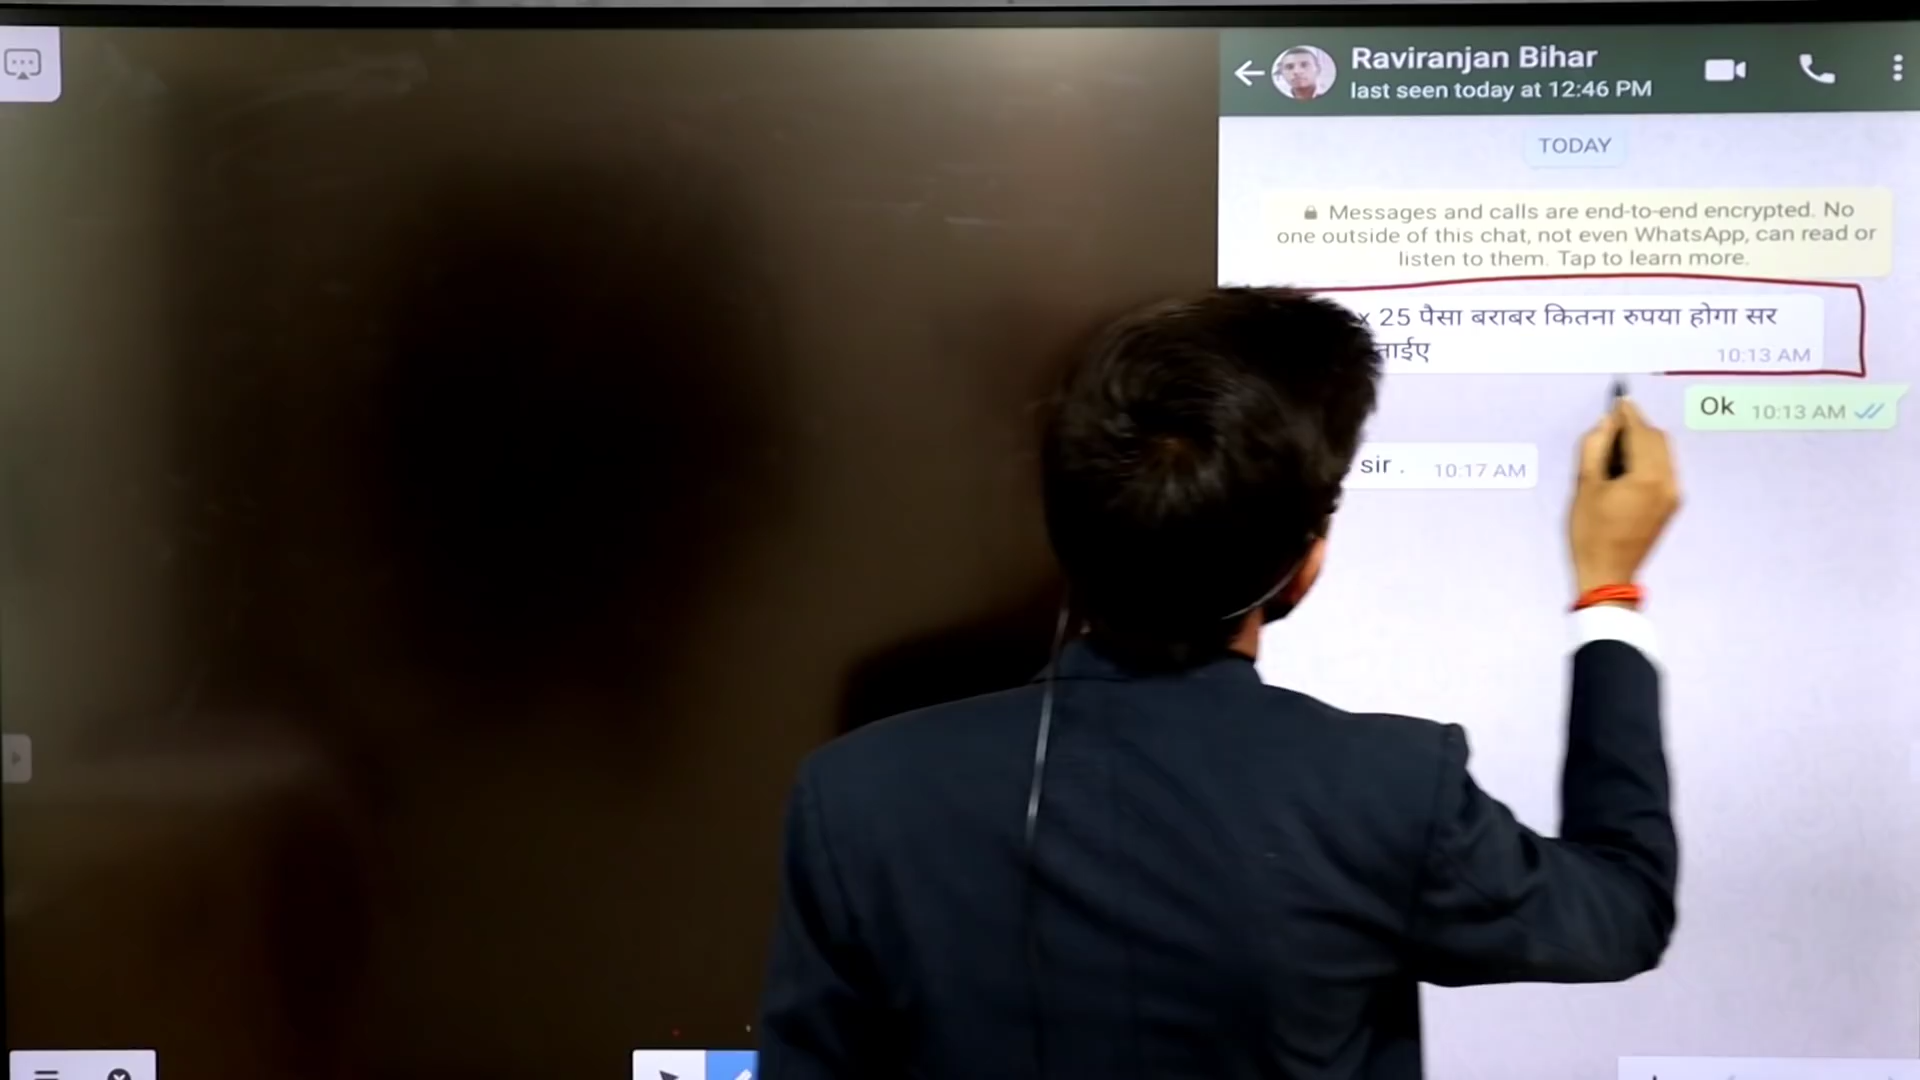 Raviranjan Bihar
last seen today at 12:46 PM
TODAY
Messages and calls are end-to-end encrypted. No
one outside of this chat, not even WhatsApp, can read or
listen to them. Tap to learn more.
x 25 पैसा बराबर कितना रुपया होगा सर
10:13 AM
Ok 10:13 AM
sir . 10:17 AM